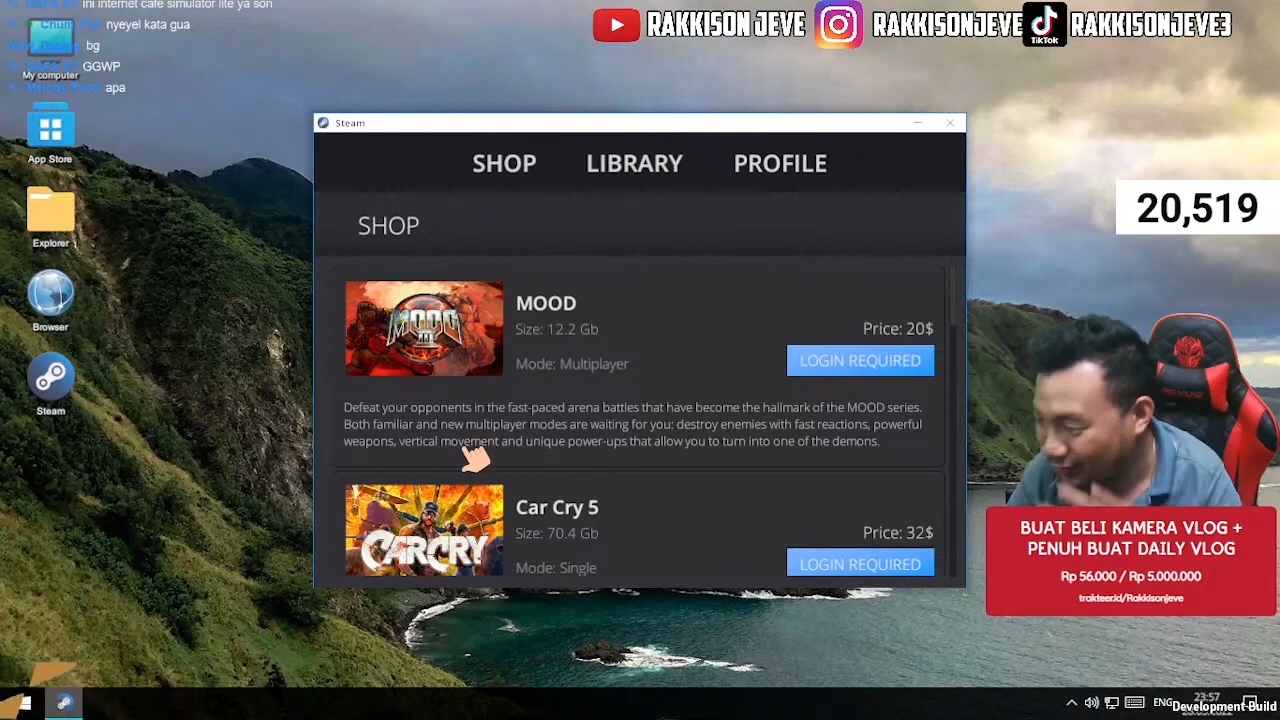 ini internet cafe simulator lite ya son
nyeyel kata gua
bg
GGWP
apa
My computer
App Store
Explorer
Browser
Steam
RAKKISON JEVE
RAKKISONJEVE
TikTok
RAKKISONJEVE3
Steam
SHOP LIBRARY PROFILE
SHOP
MOOD
Size: 12.2 Gb
Price: 20$
Mode: Multiplayer
LOGIN REQUIRED
Defeat your opponents in the fast-paced arena battles that have become the hallmark of the MOOD series.
Both familiar and new multiplayer modes are waiting for you: destroy enemies with fast reactions, powerful
weapons, vertical movement and unique power-ups that allow you to turn into one of the demons.
MOOD
Car Cry 5
Size: 70.4 Gb
Price: 32$
Mode: Single
LOGIN REQUIRED
CARCRY
20,519
BUAT BELI KAMERA VLOG +
PENUH BUAT DAILY VLOG
Rp 56.000 / Rp 5.000.000
trakteer.id/Rakkisonjeve
ENG
23:57
Development Build